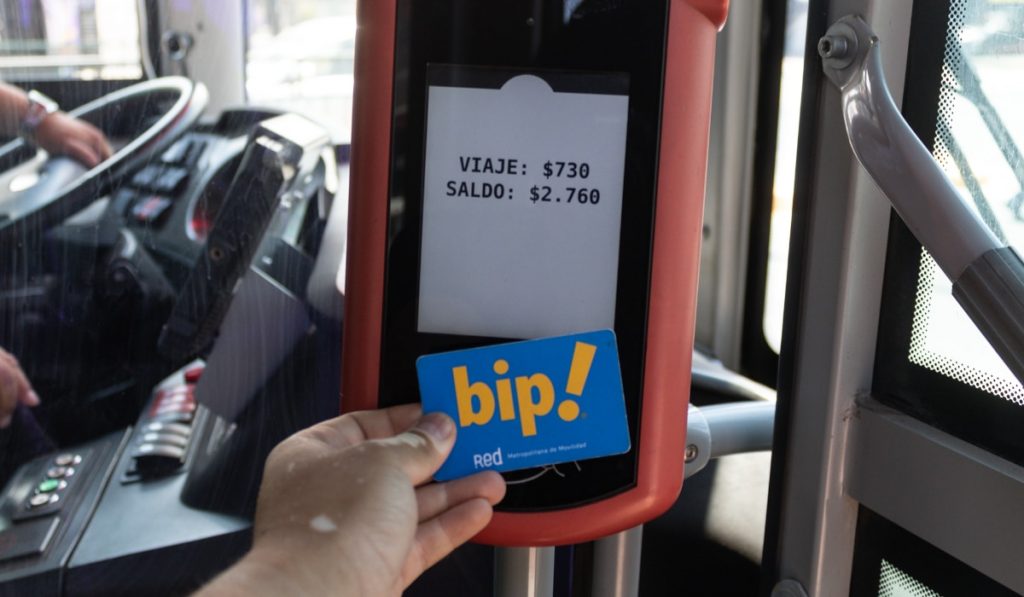 VIAJE: $730
SALDO: $2.760
bip!
Red Metropolitana de Movilidad